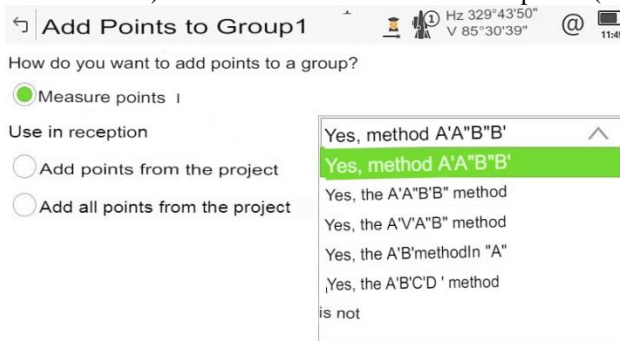 Add Points to Group1
1
Hz 329°43'50"
V 85°30'39"
@
How do you want to add points to a group?
Measure points I
Use in reception
Yes, method A'A"B"B'
Add points from the project
Yes, method A'A"B"B'
Yes, the A'A"B'B" method
Add all points from the project
Yes, the A'V'A"B" method
Yes, the A'B'methodIn "A"
,Yes, the A'B'C'D ' method
is not